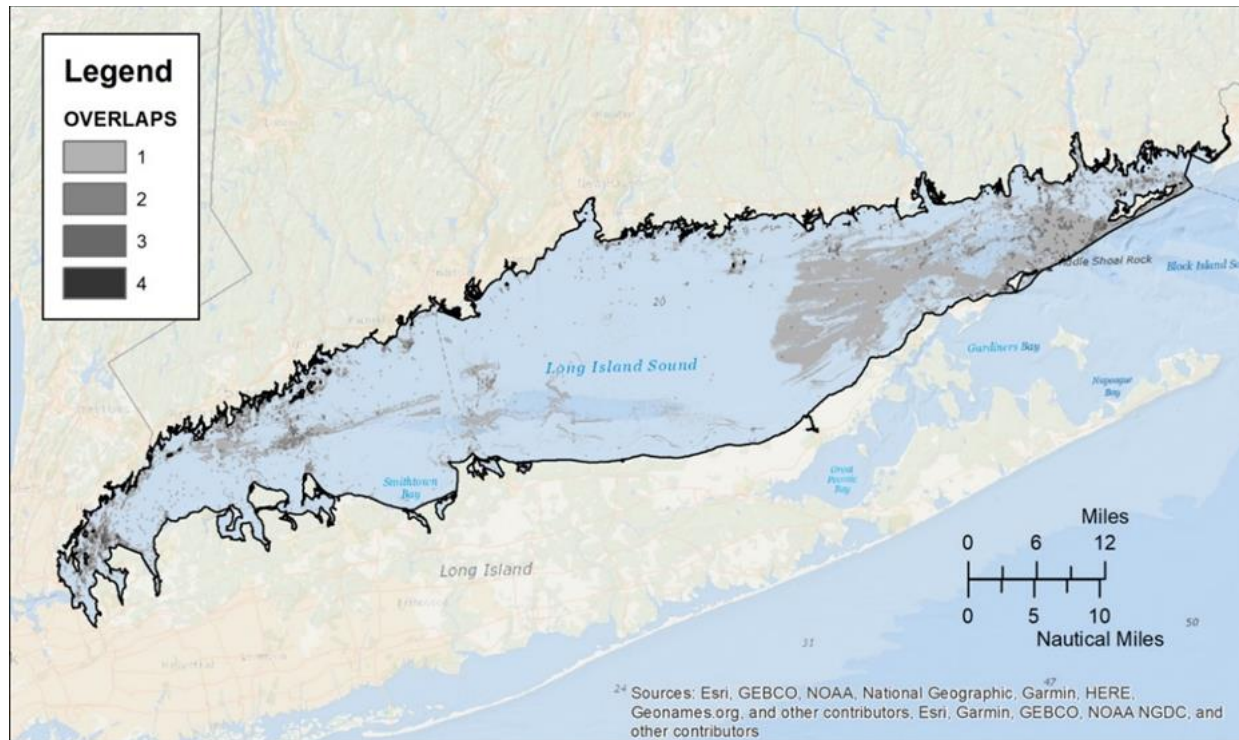 Legend
OVERLAPS
1
2
3
4
20
Long Island Sound
Smithtown
Bay
Long Island
Block Island
Gardiners Bay
Napeague
Bay
Great
Peconic
Bay
Shoal Rock
Miles
0 6 12
0 5 10
Nautical Miles
50
31
47
24
Sources: Esri, GEBCO, NOAA, National Geographic, Garmin, HERE,
Geonames.org, and other contributors, Esri, Garmin, GEBCO, NOAA NGDC, and
other contributors